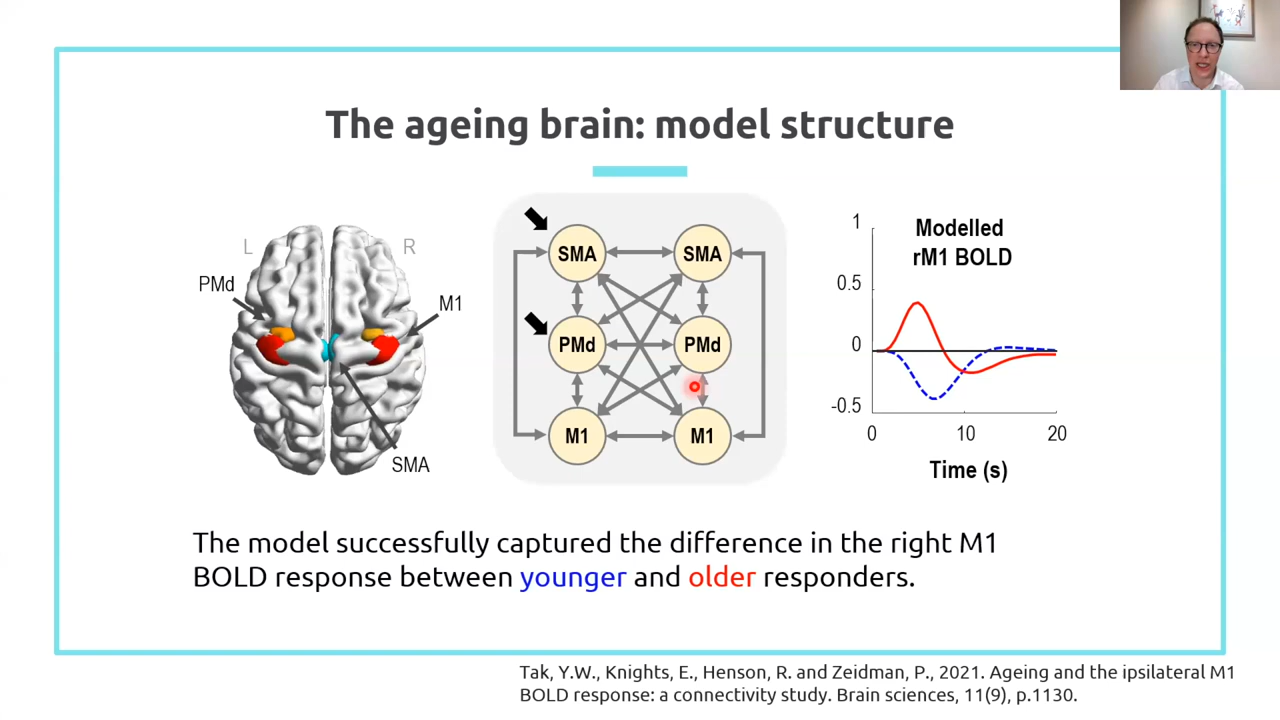 The ageing brain: model structure
L
R
PMd
M1
SMA
SMA
SMA
PMd
PMd
M1
M1
Modelled
rM1 BOLD
1
0.5
0
-0.5
0
10
20
Time (s)
The model successfully captured the difference in the right M1
BOLD response between younger and older responders.
Tak, Y.W., Knights, E., Henson, R. and Zeidman, P., 2021. Ageing and the ipsilateral M1
BOLD response: a connectivity study. Brain sciences, 11(9), p.1130.